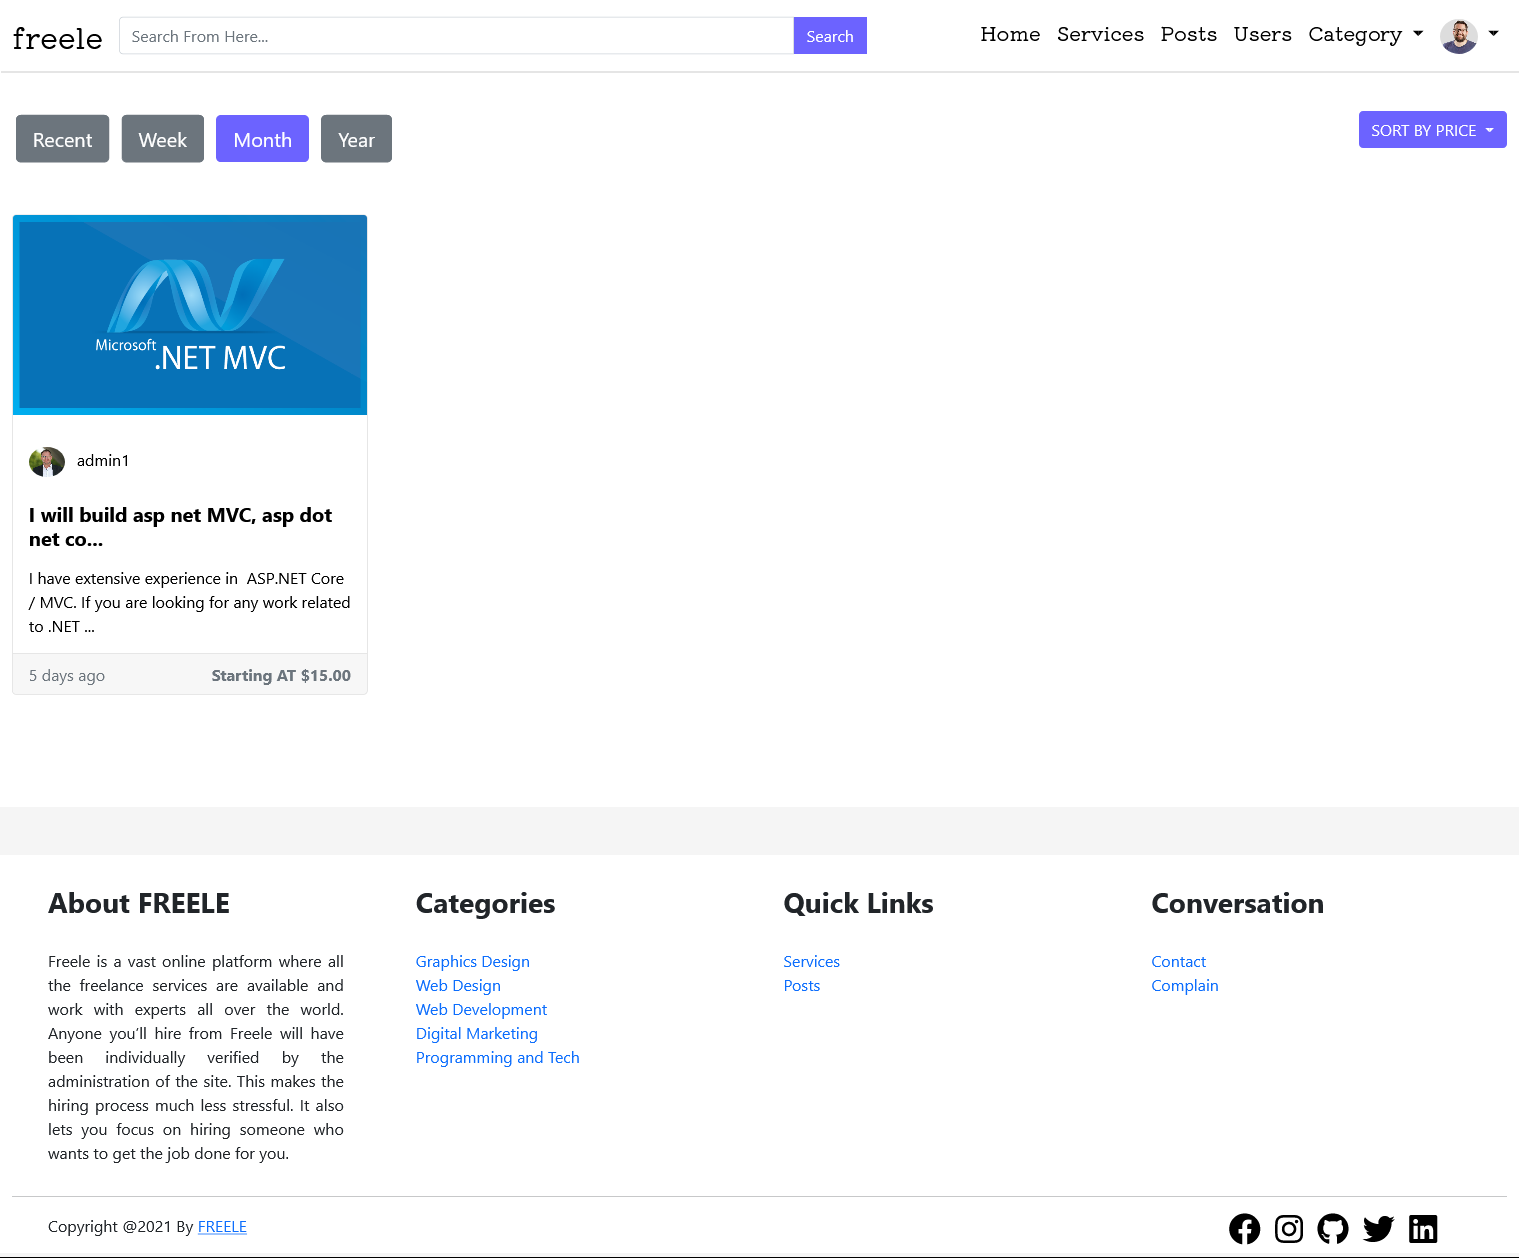 freele
Search From Here...
Search
Home Services Posts Users Category
Recent Week Month Year
SORT BY PRICE
Microsoft
.NET MVC
admin1
I will build asp net MVC, asp dot
net co...
I have extensive experience in ASP.NET Core
/ MVC. If you are looking for any work related
to .NET ...
5 days ago
Starting AT $15.00
About FREELE
Freele is a vast online platform where all
the freelance services are available and
work with experts all over the world.
Anyone you’ll hire from Freele will have
been individually verified by the
administration of the site. This makes the
hiring process much less stressful. It also
lets you focus on hiring someone who
wants to get the job done for you.
Categories
Graphics Design
Web Design
Web Development
Digital Marketing
Programming and Tech
Quick Links
Services
Posts
Conversation
Contact
Complain
Copyright @2021 By FREELE